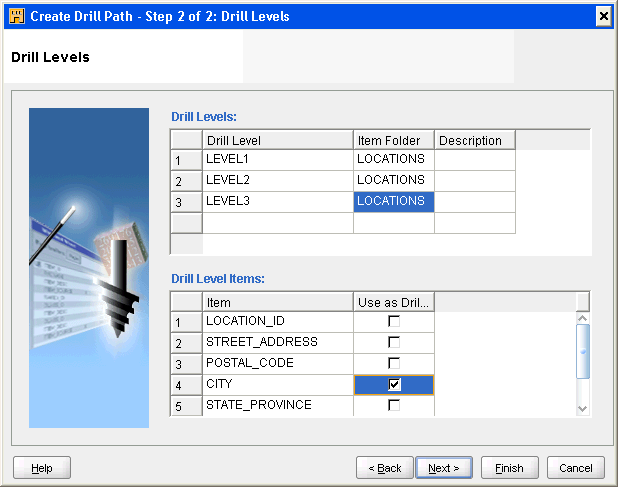 Create Drill Path - Step 2 of 2: Drill Levels
Drill Levels
Drill Levels:
Drill Level Item Folder Description
1 LEVEL1 LOCATIONS
2 LEVEL2 LOCATIONS
3 LEVEL3 LOCATIONS
Drill Level Items:
Item Use as Dril...
1 LOCATION_ID
2 STREET_ADDRESS
3 POSTAL_CODE
4 CITY
5 STATE_PROVINCE
Help < Back Next > Finish Cancel